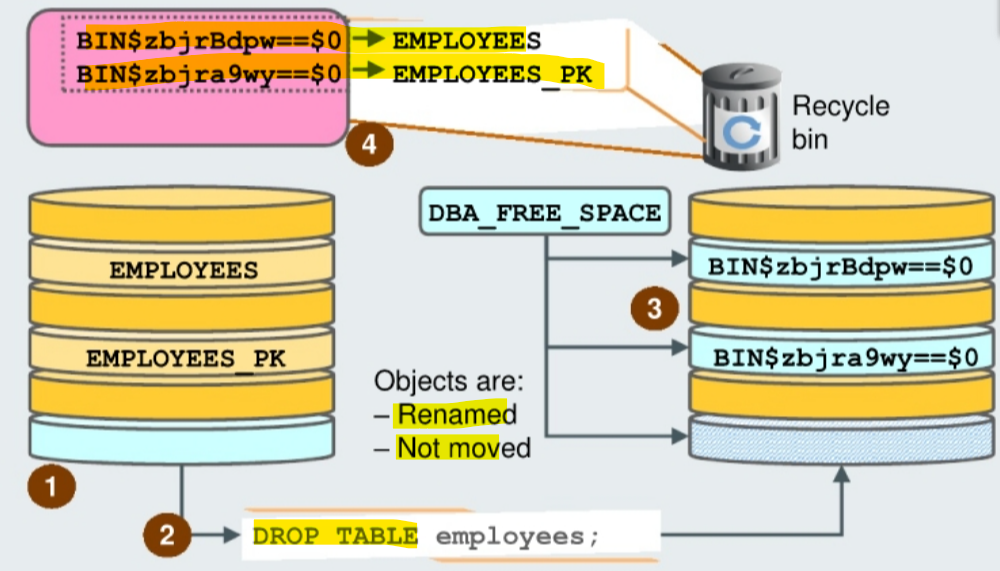 BIN$zbjrBdpw==$0 → EMPLOYEES
BIN$zbjra9wy==$0 → EMPLOYEES_PK
4
Recycle
bin
EMPLOYEES
EMPLOYEES_PK
1
DBA_FREE_SPACE
BIN$zbjrBdpw==$0
3
BIN$zbjra9wy==$0
Objects are:
– Renamed
– Not moved
2
DROP TABLE employees;